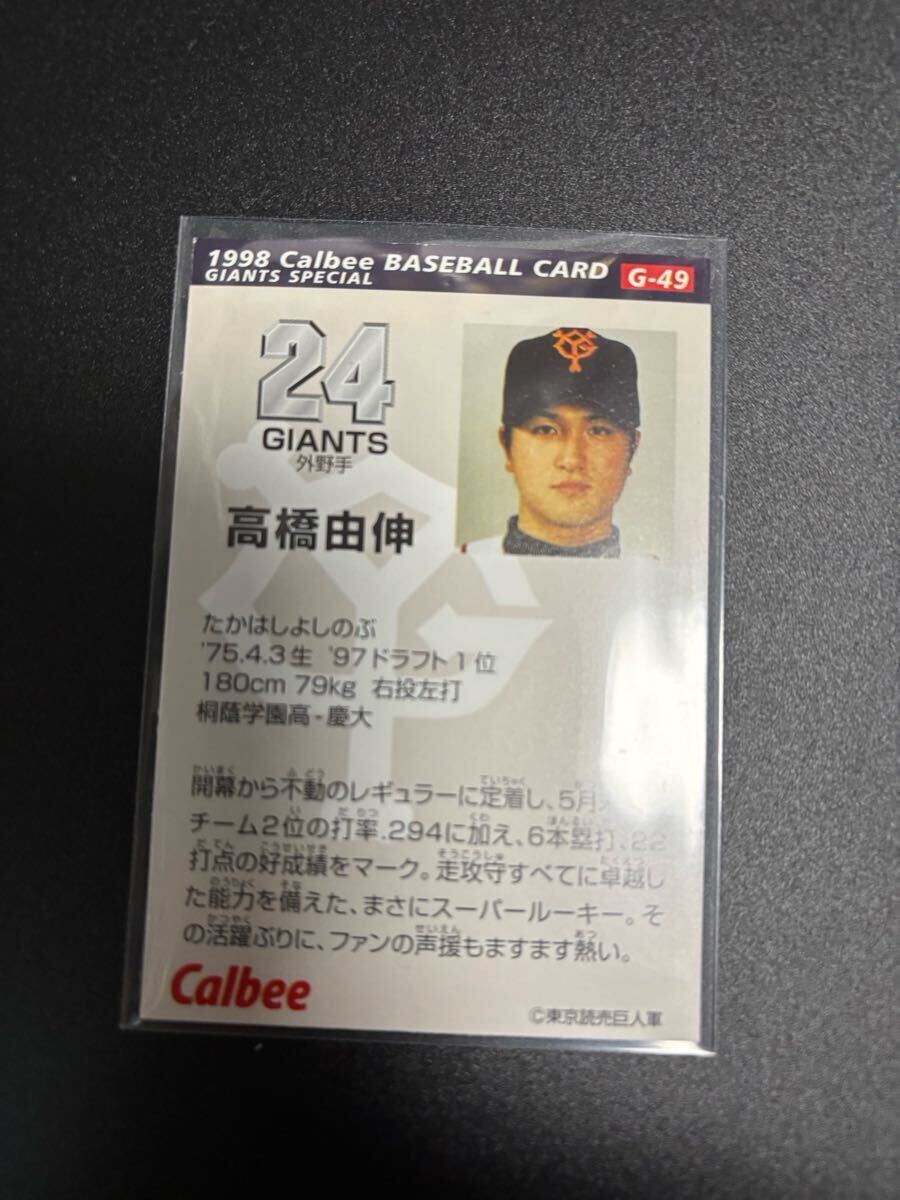 1998 Calbee BASEBALL CARD G-49
GIANTS SPECIAL
24
GIANTS
外野手
高橋由伸
たかはしよしのぶ
'75.4.3生 '97ドラフト1位
180cm 79kg 右投左打
桐蔭学園高-慶大
開幕から不動のレギュラーに定着し、5月
チーム2位の打率.294に加え、6本塁打、22
打点の好成績をマーク。走攻守すべてに卓越し
た能力を備えた、まさにスーパールーキー。そ
の活躍ぶりに、ファンの声援もますます熱い。
Calbee
©東京読売巨人軍